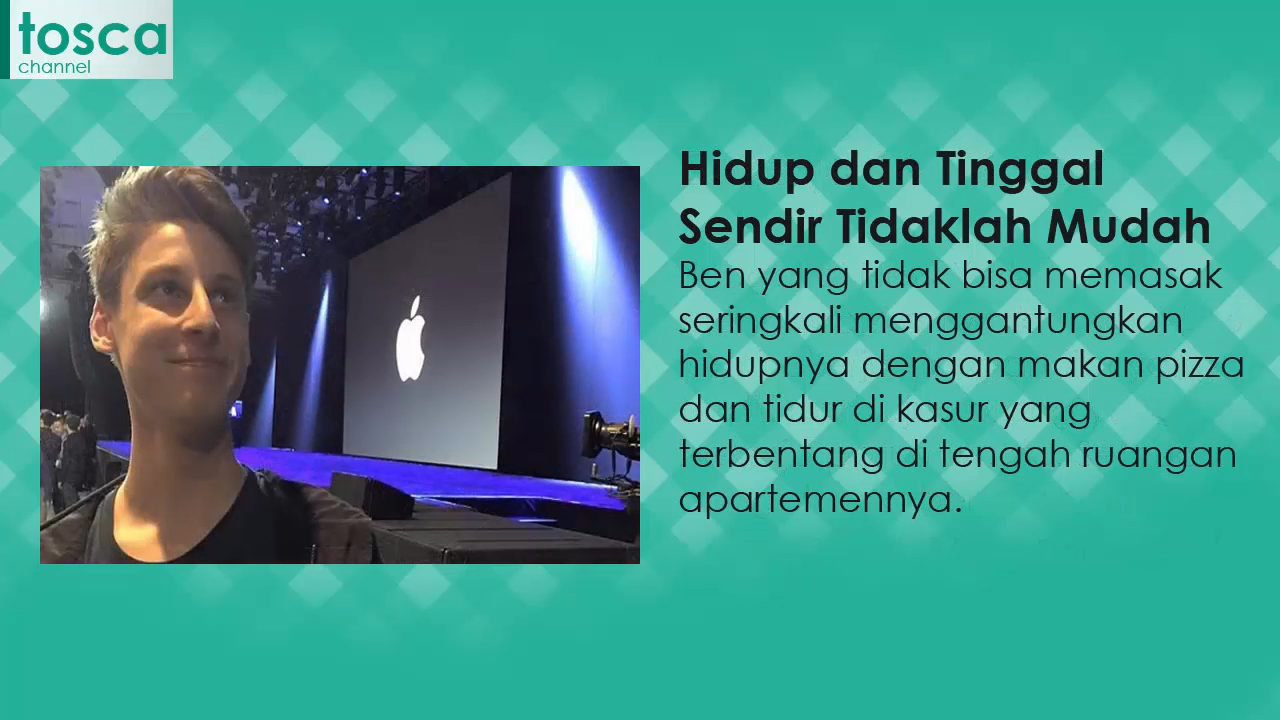 tosca
channel
Hidup dan Tinggal
Sendir Tidaklah Mudah
Ben yang tidak bisa memasak
seringkali menggantungkan
hidupnya dengan makan pizza
dan tidur di kasur yang
terbentang di tengah ruangan
apartemennya.